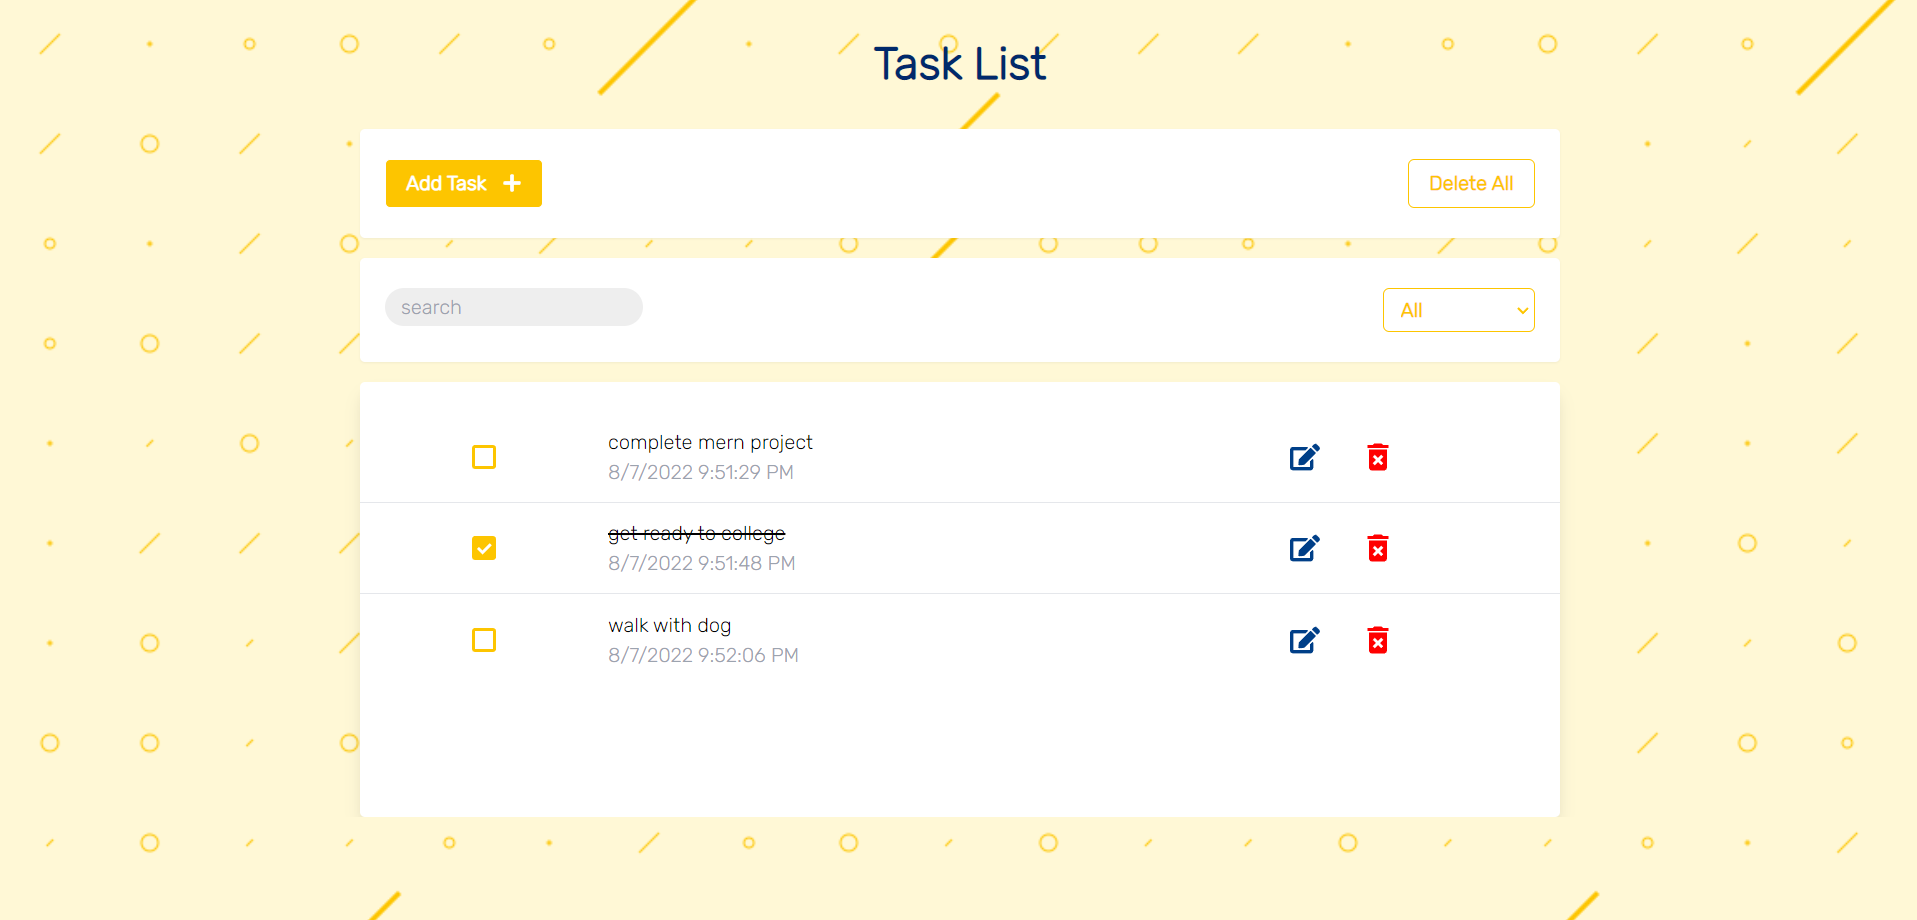 Task List
Add Task
Delete All
search
All
complete mern project
8/7/2022 9:51:29 PM
get ready to college
8/7/2022 9:51:48 PM
walk with dog
8/7/2022 9:52:06 PM